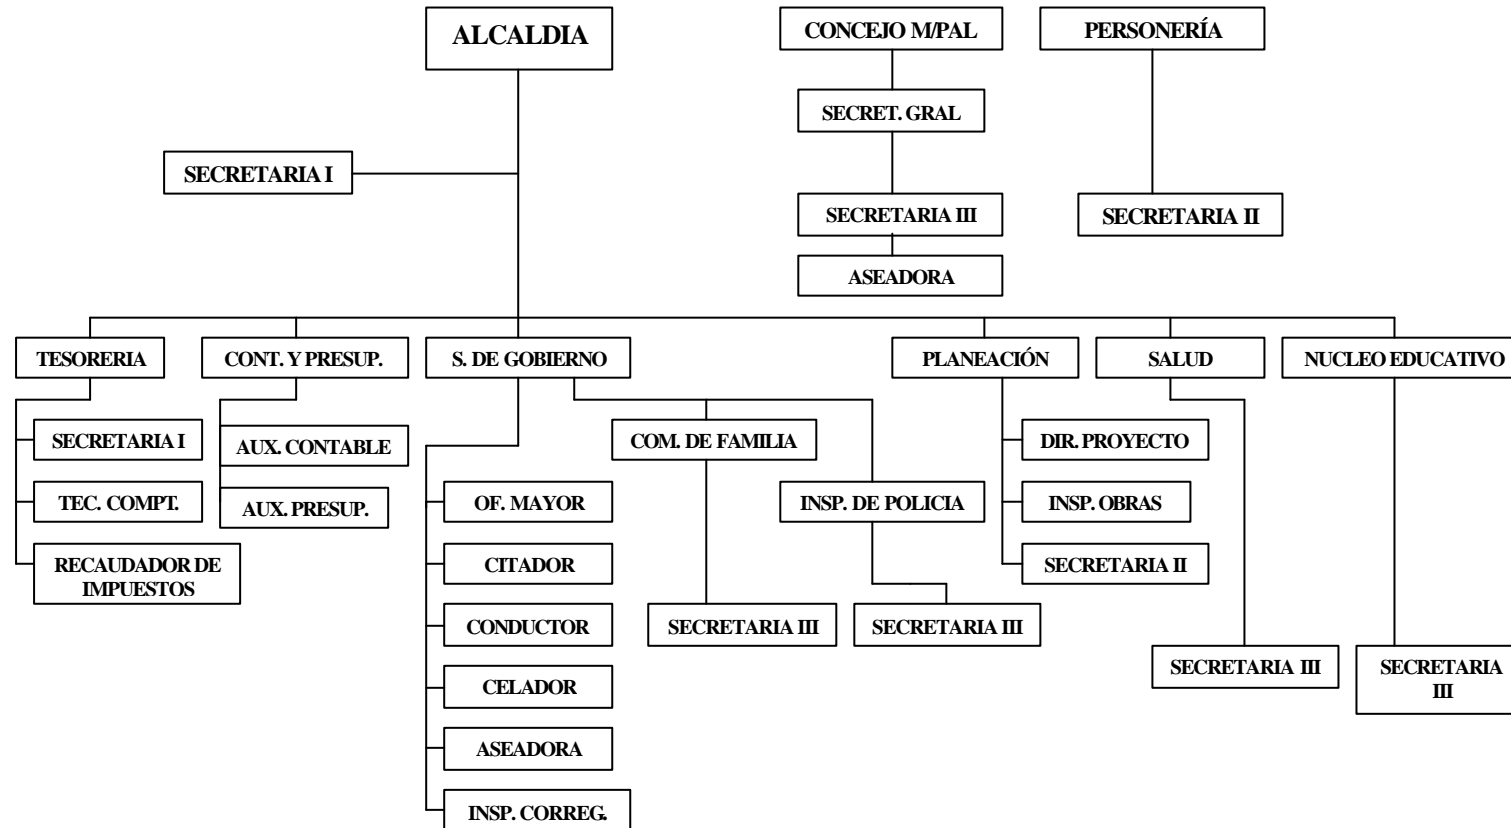 ALCALDIA
CONCEJO M/PAL
PERSONERÍA
SECRET. GRAL
SECRETARIA I
SECRETARIA III
SECRETARIA II
ASEADORA
TESORERIA
CONT. Y PRESUP.
S. DE GOBIERNO
PLANEACIÓN
SALUD
NUCLEO EDUCATIVO
SECRETARIA I
TEC. COMPT.
RECAUDADOR DE
IMPUESTOS
AUX. CONTABLE
AUX. PRESUP.
OF. MAYOR
CITADOR
CONDUCTOR
CELADOR
ASEADORA
INSP. CORREG.
COM. DE FAMILIA
SECRETARIA III
INSP. DE POLICIA
SECRETARIA III
DIR. PROYECTO
INSP. OBRAS
SECRETARIA II
SECRETARIA III
SECRETARIA
III